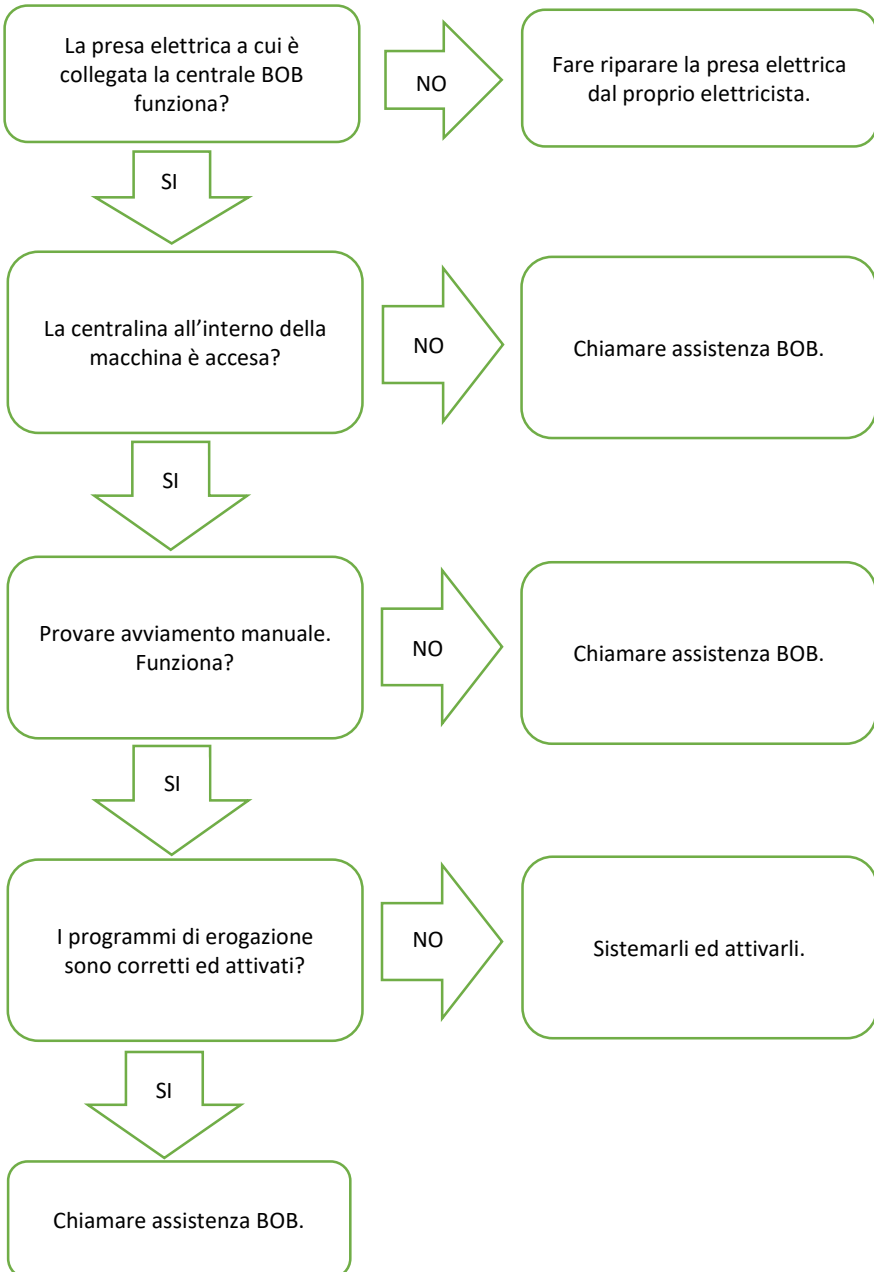 La presa elettrica a cui è
collegata la centrale BOB
funziona?
NO
Fare riparare la presa elettrica
dal proprio elettricista.
SI
La centralina all’interno della
macchina è accesa?
NO
Chiamare assistenza BOB.
SI
Provare avviamento manuale.
Funziona?
NO
Chiamare assistenza BOB.
SI
I programmi di erogazione
sono corretti ed attivati?
NO
Sistemarli ed attivarli.
SI
Chiamare assistenza BOB.